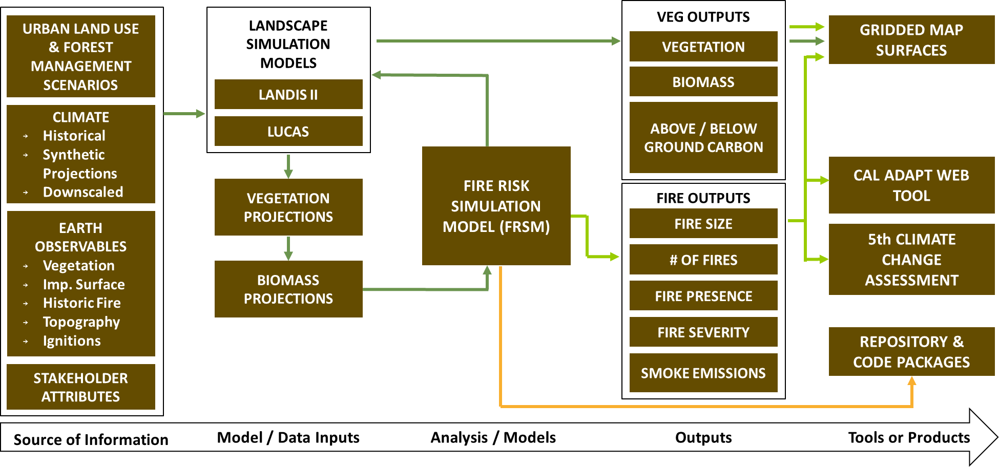 URBAN LAND USE
& FOREST
MANAGEMENT
SCENARIOS
CLIMATE
→ Historical
→ Synthetic
Projections
→ Downscaled
EARTH
OBSERVABLES
→ Vegetation
→ Imp. Surface
→ Historic Fire
→ Topography
→ Ignitions
STAKEHOLDER
ATTRIBUTES
LANDSCAPE
SIMULATION
MODELS
LANDIS II
LUCAS
VEGETATION
PROJECTIONS
BIOMASS
PROJECTIONS
FIRE RISK
SIMULATION
MODEL (FRSM)
VEG OUTPUTS
VEGETATION
BIOMASS
ABOVE / BELOW
GROUND CARBON
FIRE OUTPUTS
FIRE SIZE
# OF FIRES
FIRE PRESENCE
FIRE SEVERITY
SMOKE EMISSIONS
GRIDDED MAP
SURFACES
CAL ADAPT WEB
TOOL
5th CLIMATE
CHANGE
ASSESSMENT
REPOSITORY &
CODE PACKAGES
Source of Information
Model / Data Inputs
Analysis / Models
Outputs
Tools or Products